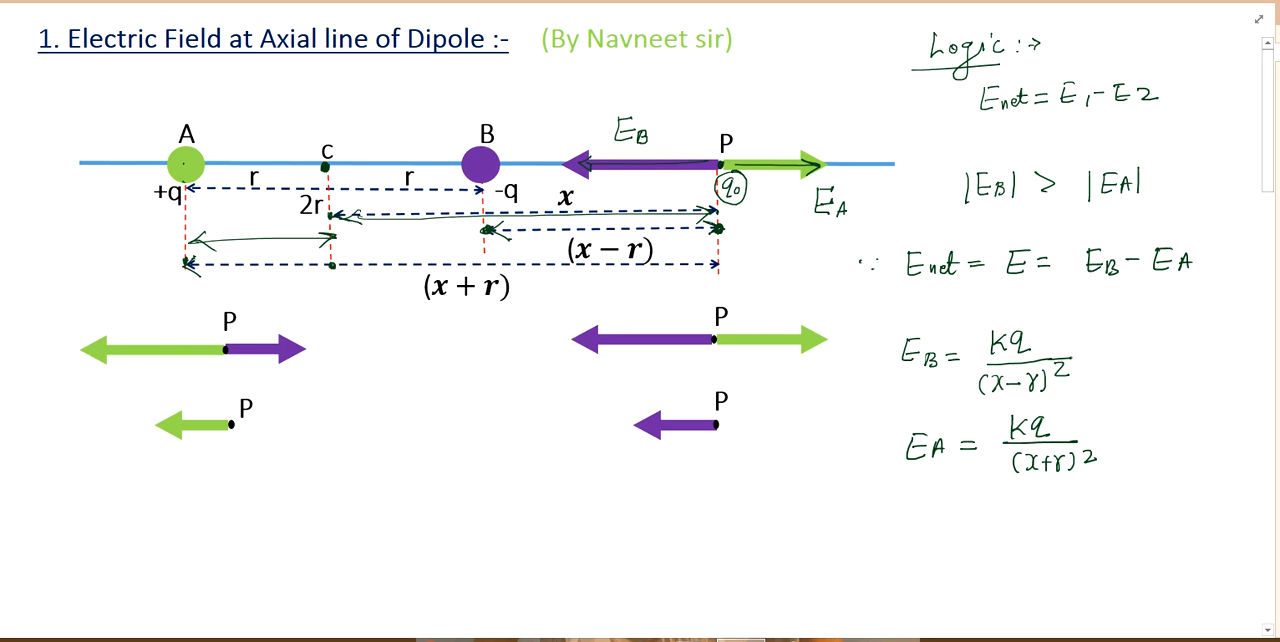 1. Electric Field at Axial line of Dipole :- (By Navneet sir)
Logic :→
Enet = E1 - E2
A
C
B
EB
P
+q
r
r
-q
x
q0
EA
2r
|EB| > |EA|
(x − r)
(x + r)
∵ Enet = E = EB - EA
P
P
EB = kq/(x-r)2
P
P
EA = kq/(x+r)2